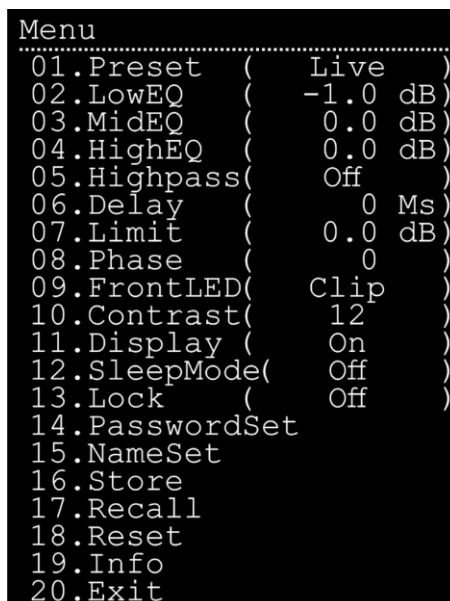 Menu
01.Preset ( Live )
02.LowEQ ( -1.0 dB)
03.MidEQ ( 0.0 dB)
04.HighEQ ( 0.0 dB)
05.Highpass( Off )
06.Delay ( 0 Ms)
07.Limit ( 0.0 dB)
08.Phase ( 0 )
09.FrontLED( Clip )
10.Contrast( 12 )
11.Display ( On )
12.SleepMode( Off )
13.Lock ( Off )
14.PasswordSet
15.NameSet
16.Store
17.Recall
18.Reset
19.Info
20.Exit